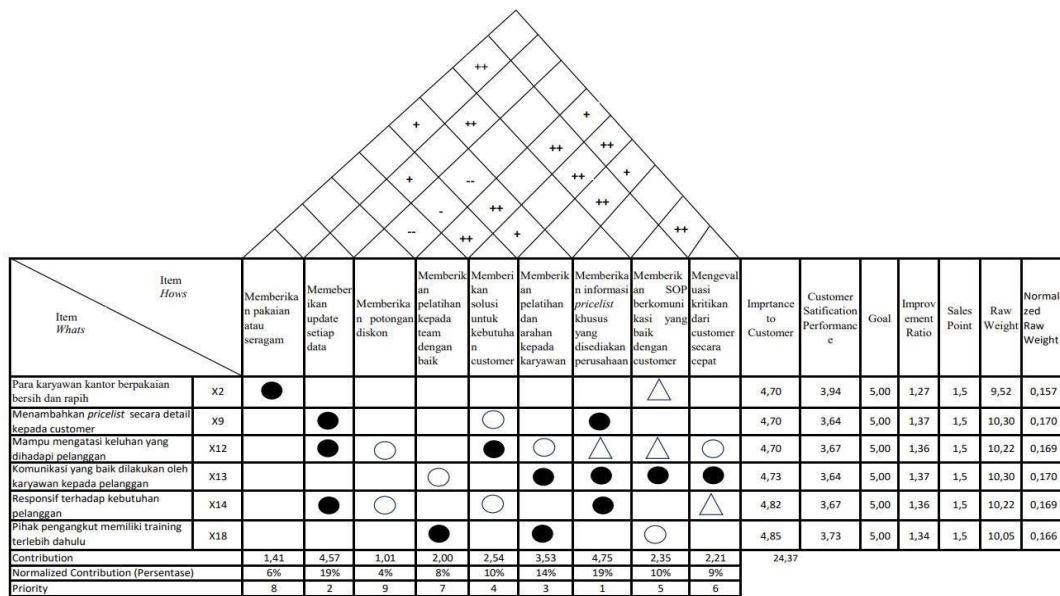 ++
+
+ ++
++ ++
+ -- ++ +
- ++ ++
-- ++ + ++
Item
Hows
Item
Whats
Memberika
n pakaian
atau
seragam
Memeber
ikan
update
setiap
data
Memberika
n potongan
diskon
Memberik
an
pelatihan
kepada
team
dengan
baik
Memberi
kan
solusi
untuk
kebutuha
n
customer
Memberik
an
pelatihan
dan
arahan
kepada
karyawan
Memberika
n informasi
pricelist
khusus
yang
disediakan
perusahaan
Memberik
an SOP
berkomuni
kasi yang
baik
dengan
customer
Mengeval
uasi
kritikan
dari
customer
secara
cepat
Imprtance
to
Customer
Customer
Satification
Performanc
e
Goal
Improv
ement
Ratio
Sales
Point
Raw
Weight
Normali
zed
Raw
Weight
Para karyawan kantor berpakaian
bersih dan rapih
X2 4,70 3,94 5,00 1,27 1,5 9,52 0,157
Menambahkan pricelist secara detail
kepada customer
X9 4,70 3,64 5,00 1,37 1,5 10,30 0,170
Mampu mengatasi keluhan yang
dihadapi pelanggan
X12 4,70 3,67 5,00 1,36 1,5 10,22 0,169
Komunikasi yang baik dilakukan oleh
karyawan kepada pelanggan
X13 4,73 3,64 5,00 1,37 1,5 10,30 0,170
Responsif terhadap kebutuhan
pelanggan
X14 4,82 3,67 5,00 1,36 1,5 10,22 0,169
Pihak pengangkut memiliki training
terlebih dahulu
X18 4,85 3,73 5,00 1,34 1,5 10,05 0,166
Contribution 1,41 4,57 1,01 2,00 2,54 3,53 4,75 2,35 2,21 24,37
Normalized Contribution (Persentase) 6% 19% 4% 8% 10% 14% 19% 10% 9%
Priority 8 2 9 7 4 3 1 5 6